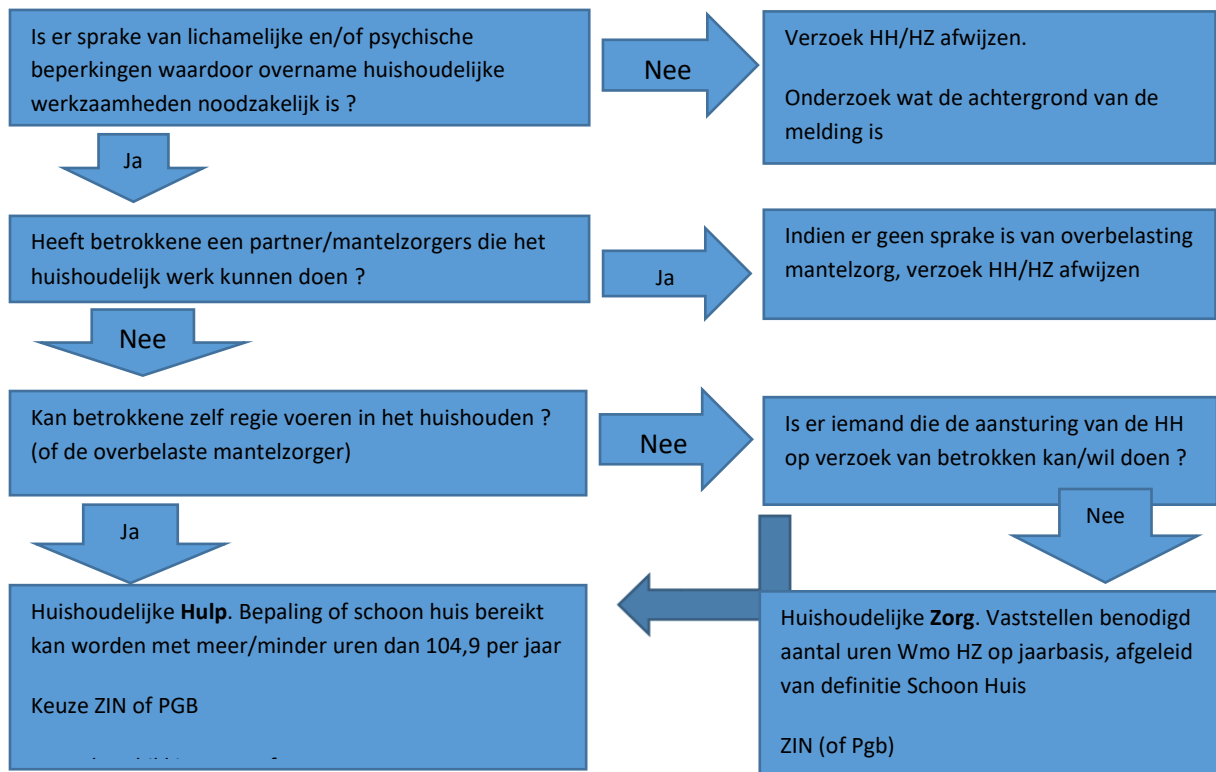 Is er sprake van lichamelijke en/of psychische
beperkingen waardoor overname huishoudelijke
werkzaamheden noodzakelijk is ?
Nee
Verzoek HH/HZ afwijzen.
Onderzoek wat de achtergrond van de
melding is
Ja
Heeft betrokkene een partner/mantelzorgers die het
huishoudelijk werk kunnen doen ?
Ja
Indien er geen sprake is van overbelasting
mantelzorg, verzoek HH/HZ afwijzen
Nee
Kan betrokkene zelf regie voeren in het huishouden ?
(of de overbelaste mantelzorger)
Nee
Is er iemand die de aansturing van de HH
op verzoek van betrokken kan/wil doen ?
Ja
Nee
Huishoudelijke Hulp. Bepaling of schoon huis bereikt
kan worden met meer/minder uren dan 104,9 per jaar
Keuze ZIN of PGB
Huishoudelijke Zorg. Vaststellen benodigd
aantal uren Wmo HZ op jaarbasis, afgeleid
van definitie Schoon Huis
ZIN (of Pgb)